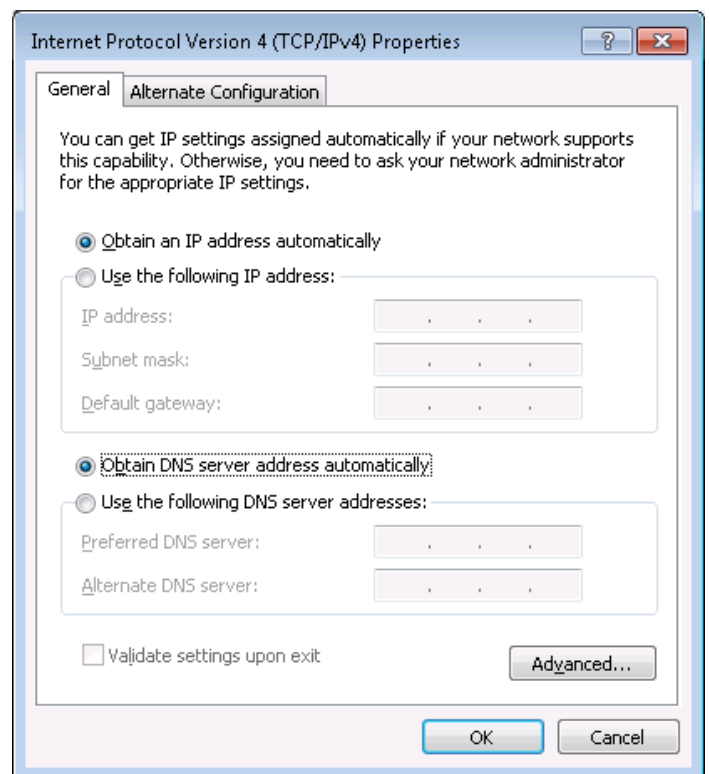 Internet Protocol Version 4 (TCP/IPv4) Properties
General
Alternate Configuration
You can get IP settings assigned automatically if your network supports
this capability. Otherwise, you need to ask your network administrator
for the appropriate IP settings.
Obtain an IP address automatically
Use the following IP address:
IP address:
Subnet mask:
Default gateway:
Obtain DNS server address automatically
Use the following DNS server addresses:
Preferred DNS server:
Alternate DNS server:
Validate settings upon exit
Advanced...
OK
Cancel